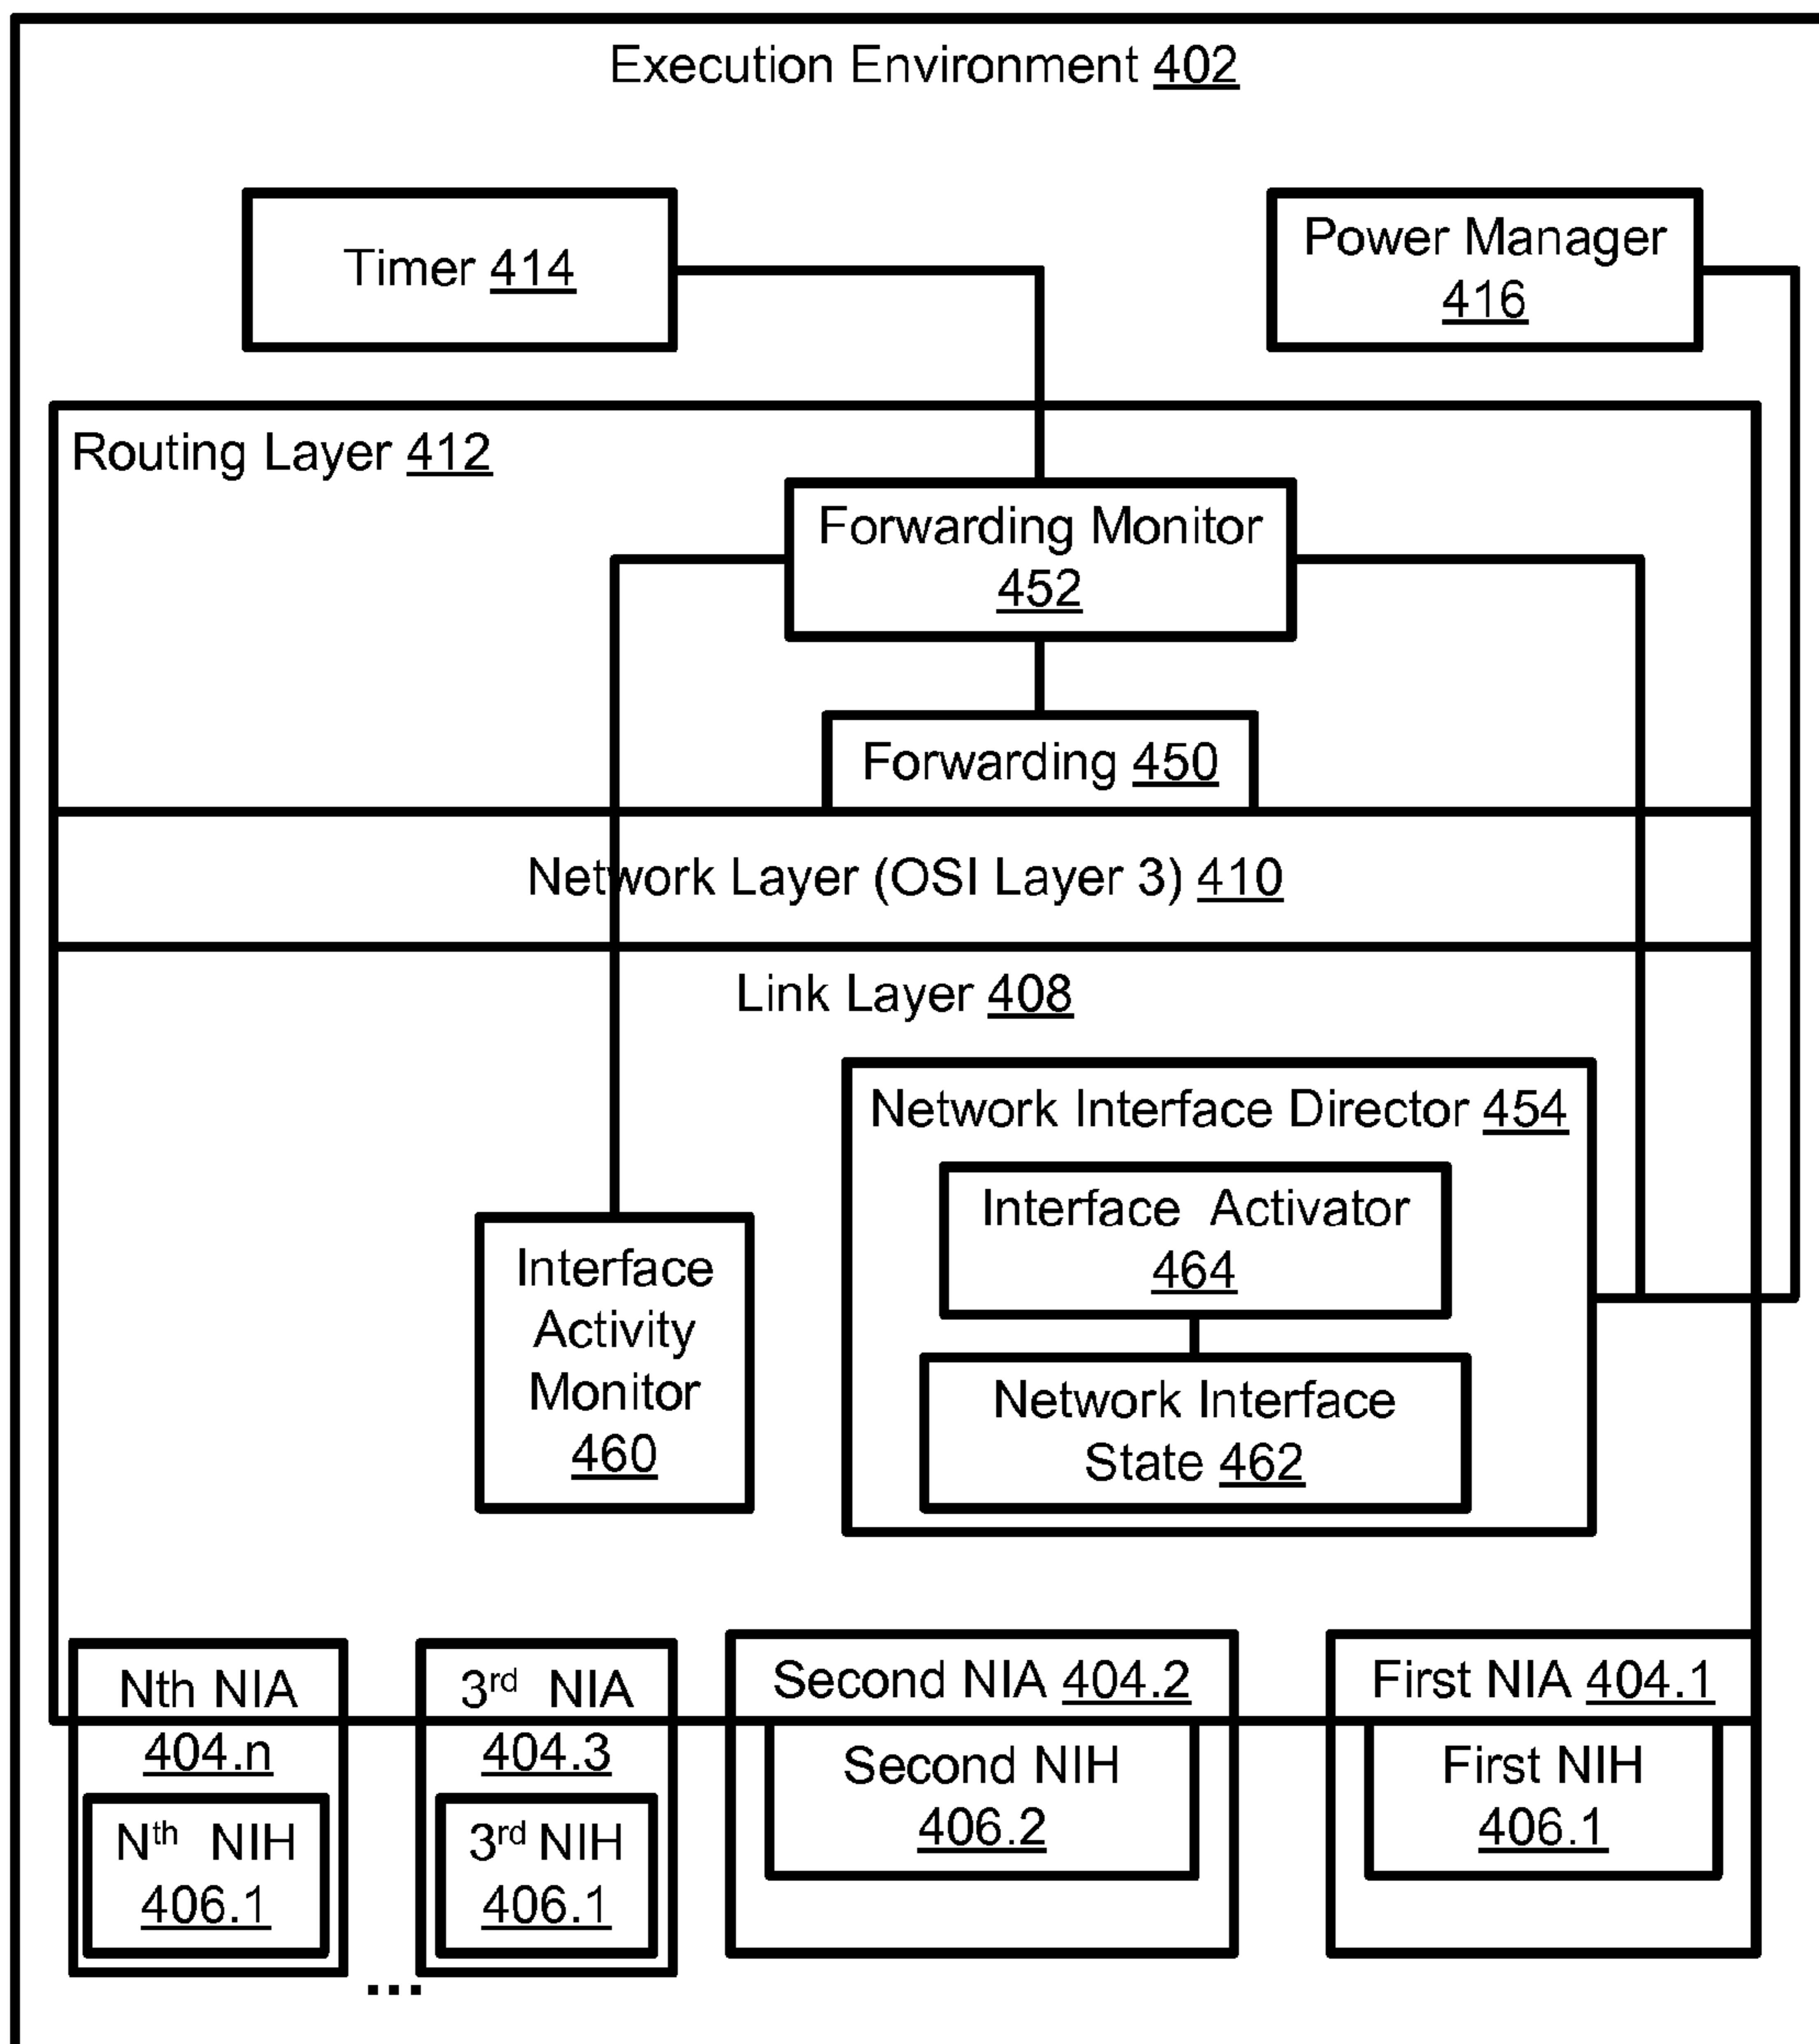 Execution Environment 402
Timer 414
Power Manager
416
Routing Layer 412
Forwarding Monitor
452
Forwarding 450
Network Layer (OSI Layer 3) 410
Link Layer 408
Network Interface Director 454
Interface Activator
464
Network Interface
State 462
Interface
Activity
Monitor
460
Nth NIA
404.n
Nth NIH
406.1
...
3rd NIA
404.3
3rd NIH
406.1
Second NIA 404.2
Second NIH
406.2
First NIA 404.1
First NIH
406.1